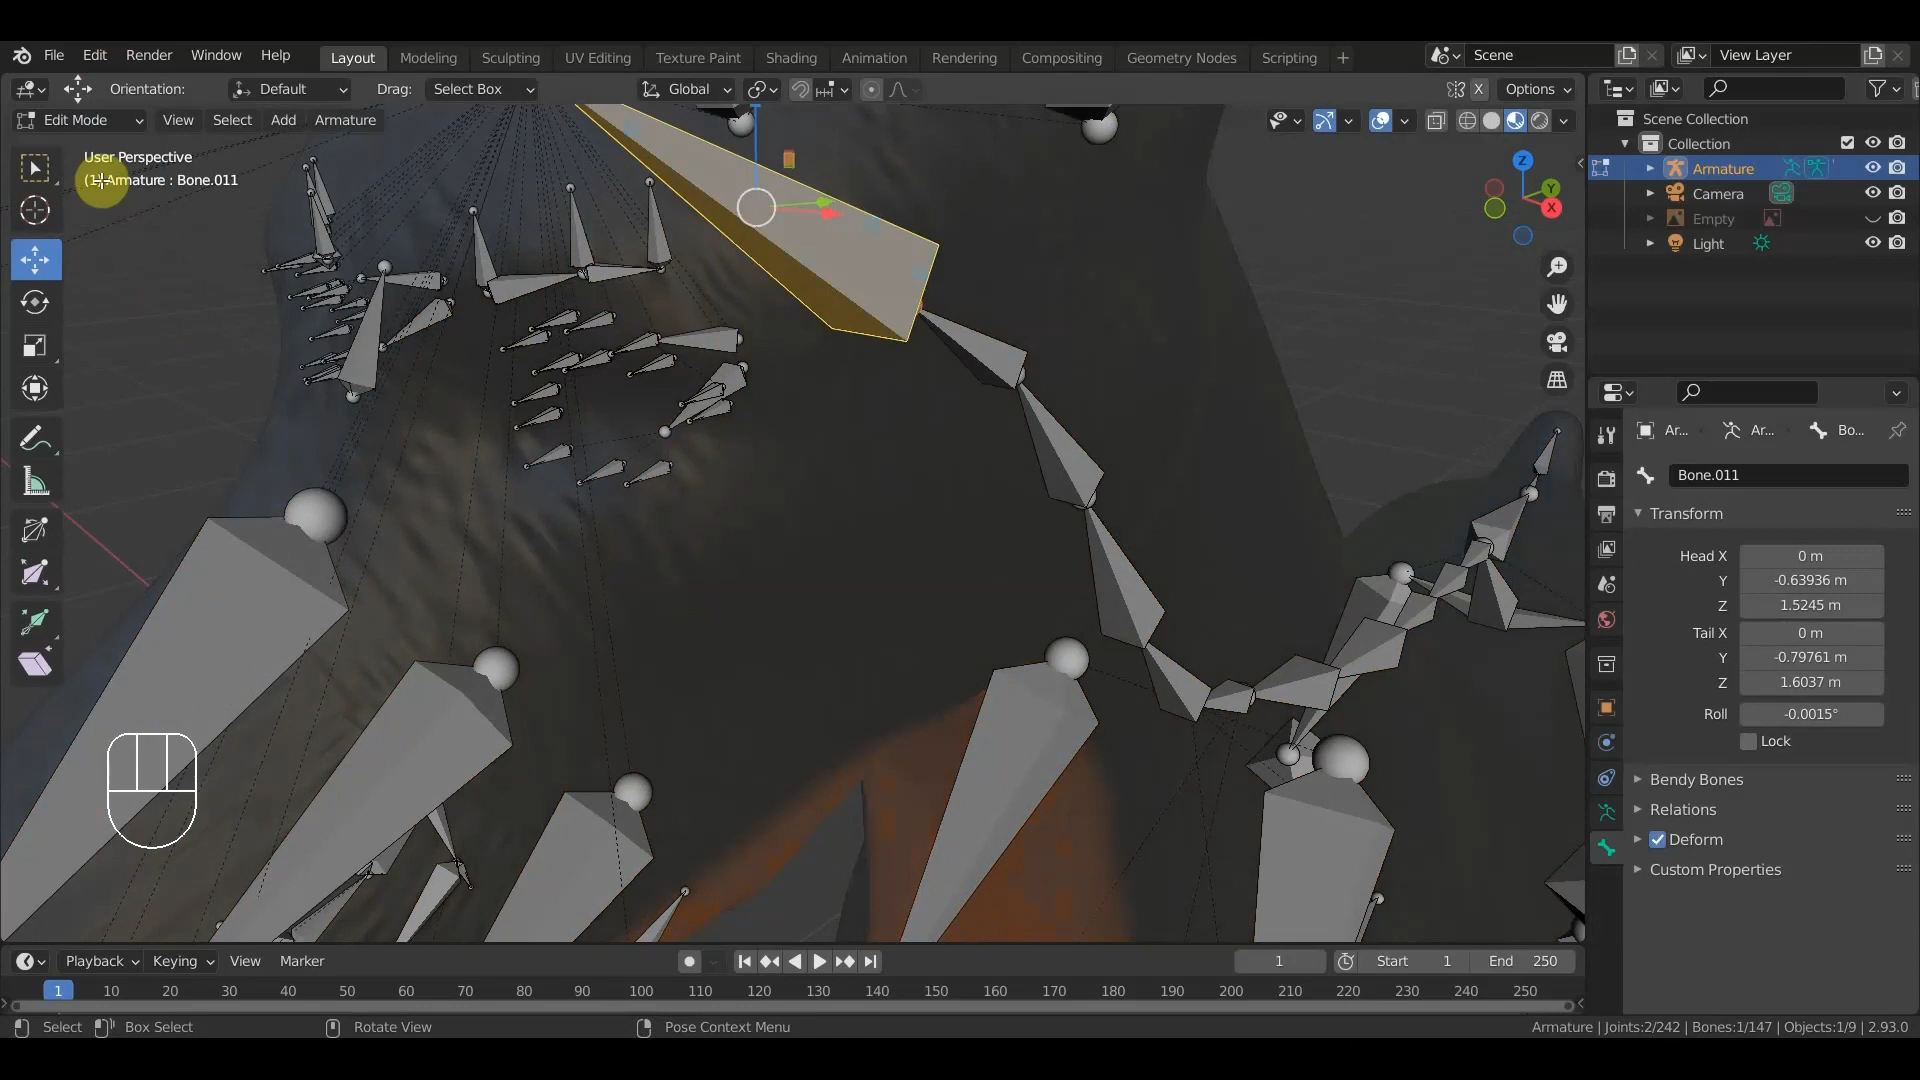 File Edit Render Window Help Layout Modeling Sculpting UV Editing Texture Paint Shading Animation Rendering Compositing Geometry Nodes Scripting + Scene View Layer
Orientation: Default Drag: Select Box Global X Options
Edit Mode View Select Add Armature
User Perspective
(1) Armature : Bone.011
Z
Y
X
Scene Collection
Collection
Armature
Camera
Empty
Light
Ar... Ar... Bo...
Bone.011
Transform
Head X 0 m
Y -0.63936 m
Z 1.5245 m
Tail X 0 m
Y -0.79761 m
Z 1.6037 m
Roll -0.0015°
Lock
Bendy Bones
Relations
Deform
Custom Properties
Playback Keying View Marker 1 Start 1 End 250
1 10 20 30 40 50 60 70 80 90 100 110 120 130 140 150 160 170 180 190 200 210 220 230 240 250
Select Box Select Rotate View Pose Context Menu Armature | Joints:2/242 | Bones:1/147 | Objects:1/9 | 2.93.0